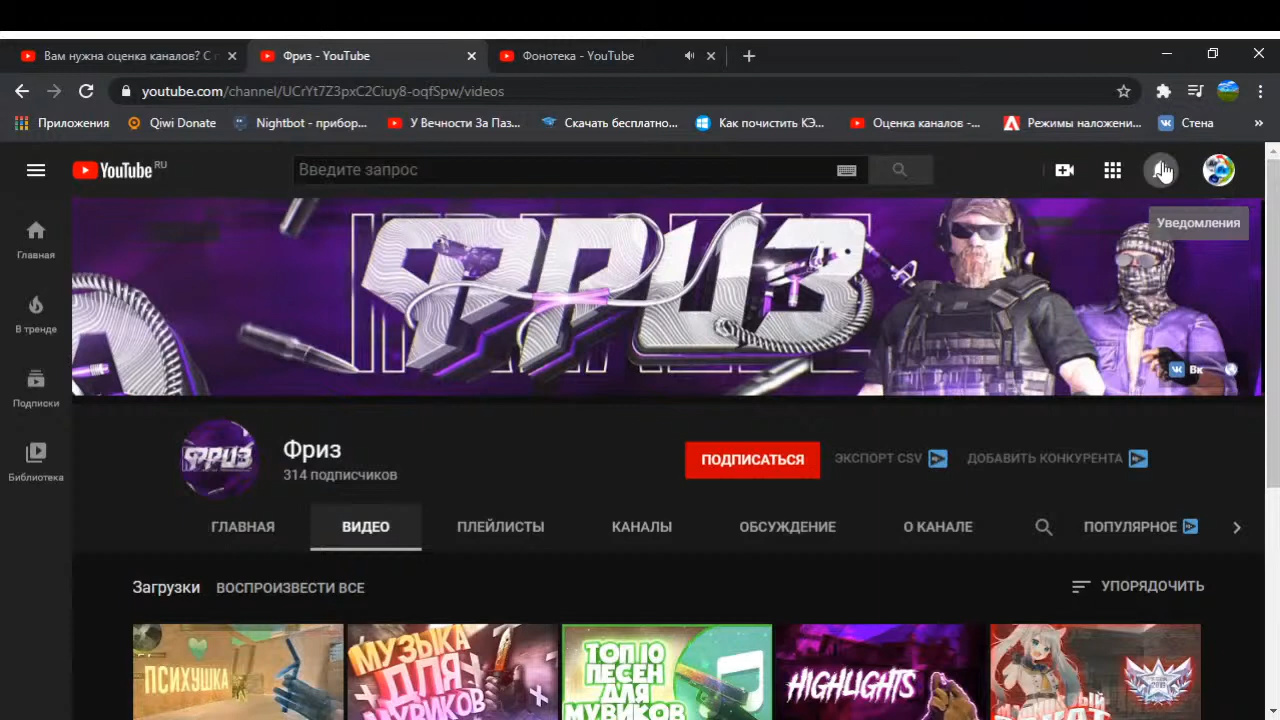 Вам нужна оценка каналов? С п
Фриз - YouTube
Фонотека - YouTube
youtube.com/channel/UCrYt7Z3pxC2Ciuy8-oqfSpw/videos
Приложения
Qiwi Donate
Nightbot - прибор...
У Вечности За Паз...
Скачать бесплатно...
Как почистить КЭ...
Оценка каналов -...
Режимы наложени...
Стена
»
YouTube RU
Введите запрос
Уведомления
ФРИЗ
Вк
Главная
В тренде
Подписки
Библиотека
ФРИЗ
Фриз
314 подписчиков
ПОДПИСАТЬСЯ
ЭКСПОРТ CSV
ДОБАВИТЬ КОНКУРЕНТА
ГЛАВНАЯ
ВИДЕО
ПЛЕЙЛИСТЫ
КАНАЛЫ
ОБСУЖДЕНИЕ
О КАНАЛЕ
ПОПУЛЯРНОЕ
Загрузки
ВОСПРОИЗВЕСТИ ВСЕ
УПОРЯДОЧИТЬ
ПСИХУШКА
МУЗЫКА
ДЛЯ
МУВИКОВ
ТОП 10
ПЕСЕН
ДЛЯ
МУВИКОВ
HIGHLIGHTS